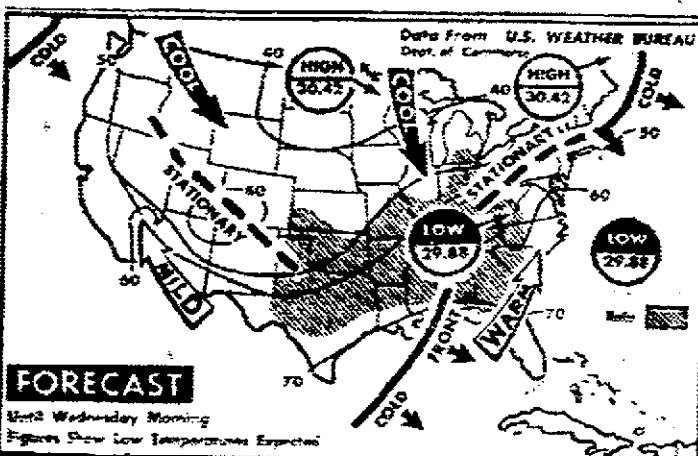 Data From U.S. WEATHER BUREAU
Dept. of Commerce
COLD
50
COOL
60
HIGH
30.42
COOL
40
HIGH
30.42
COLD
50
STATIONARY
60
STATIONARY
60
LOW
29.88
LOW
29.88
60
MILD
FRONT
WARM
70
Rain
70
COLD
FORECAST
Until Wednesday Morning
Figures Show Low Temperatures Expected